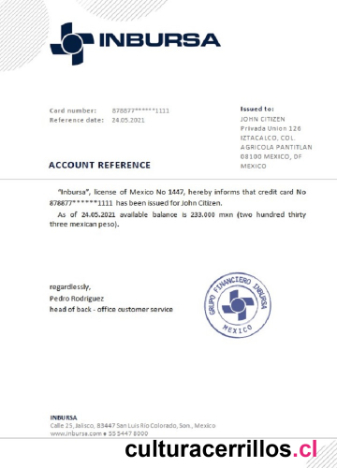 INBURSA
Card number: 878877******1111
Reference date: 24.05.2021
Issued to:
JOHN CITIZEN
Privada Union 126
IZTACALCO, COL.
AGRICOLA PANTITLAN
08100 MEXICO, DF
MEXICO
ACCOUNT REFERENCE
"Inbursa", license of Mexico No 1447, hereby informs that credit card No
878877******1111 has been issued for John Citizen.
As of 24.05.2021 available balance is 233.000 mxn (two hundred thirty
three mexican peso).
regardlessly,
Pedro Rodriguez
head of back - office customer service
GRUPO FINANCIERO INBURSA
MEXICO
INBURSA
Calle 25, Jalisco, 83447 San Luis Río Colorado, Son., Mexico
www.inbursa.com ♦ 55 5447 8000
culturacerrillos.cl